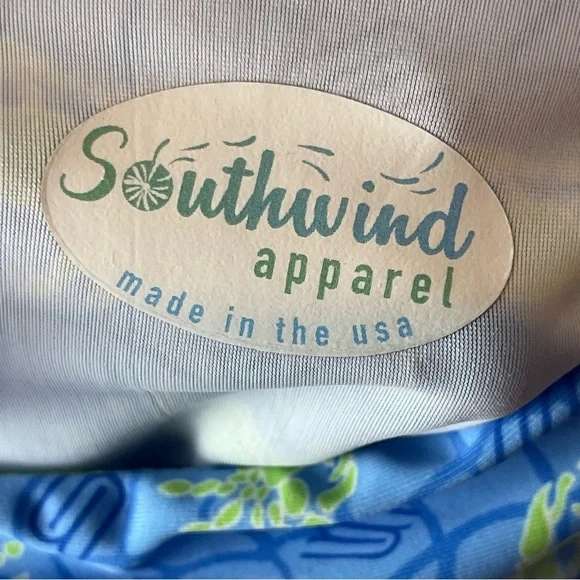 Southwind
apparel
made in the usa